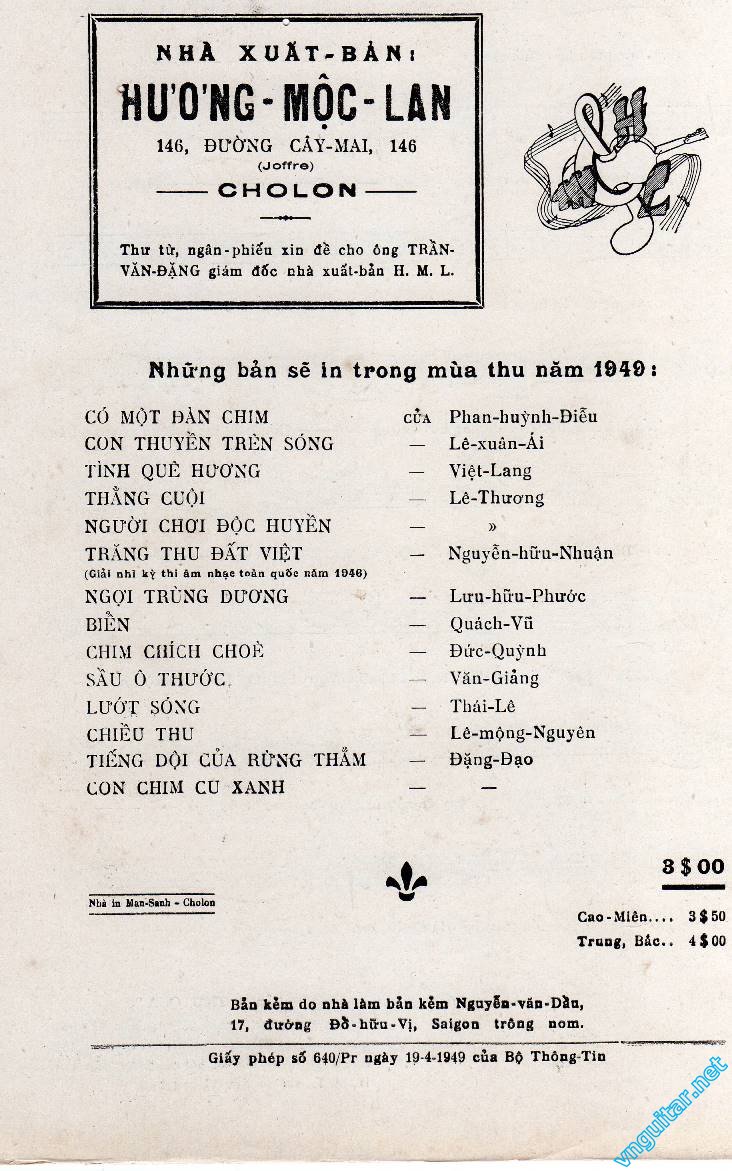 NHÀ XUẤT-BẢN:
HƯƠNG-MỘC-LAN
146, ĐƯỜNG CÂY-MAI, 146
(Joffre)
CHOLON
Thư từ, ngân-phiếu xin đề cho ông TRẦN-
VĂN-ĐẶNG giám đốc nhà xuất-bản H. M. L.
H
M
L
Những bản sẽ in trong mùa thu năm 1949:
CÓ MỘT ĐÀN CHIM CỦA Phan-huỳnh-Điểu
CON THUYỀN TRÊN SÓNG — Lê-xuân-Ái
TÌNH QUÊ HƯƠNG — Việt-Lang
THẰNG CUỘI — Lê-Thương
NGƯỜI CHƠI ĐỘC HUYỀN — »
TRĂNG THU ĐẤT VIỆT — Nguyễn-hữu-Nhuận
(Giải nhì kỳ thi âm nhạc toàn quốc năm 1946)
NGỢI TRÙNG DƯƠNG — Lưu-hữu-Phước
BIỂN — Quách-Vũ
CHIM CHÍCH CHOÈ — Đức-Quỳnh
SẦU Ô THƯỚC — Văn-Giảng
LƯỚT SÓNG — Thái-Lê
CHIỀU THU — Lê-mộng-Nguyên
TIẾNG DỘI CỦA RỪNG THẲM — Đặng-Đạo
CON CHIM CU XANH — —
3$00
Nhà in Man-Sanh - Cholon
Cao-Miên.... 3$50
Trung, Bắc.. 4$00
Bản kẽm do nhà làm bản kẽm Nguyễn-văn-Dần,
17, đường Đỗ-hữu-Vị, Saigon trông nom.
Giấy phép số 640/Pr ngày 19-4-1949 của Bộ Thông-Tin
vnguitar.net